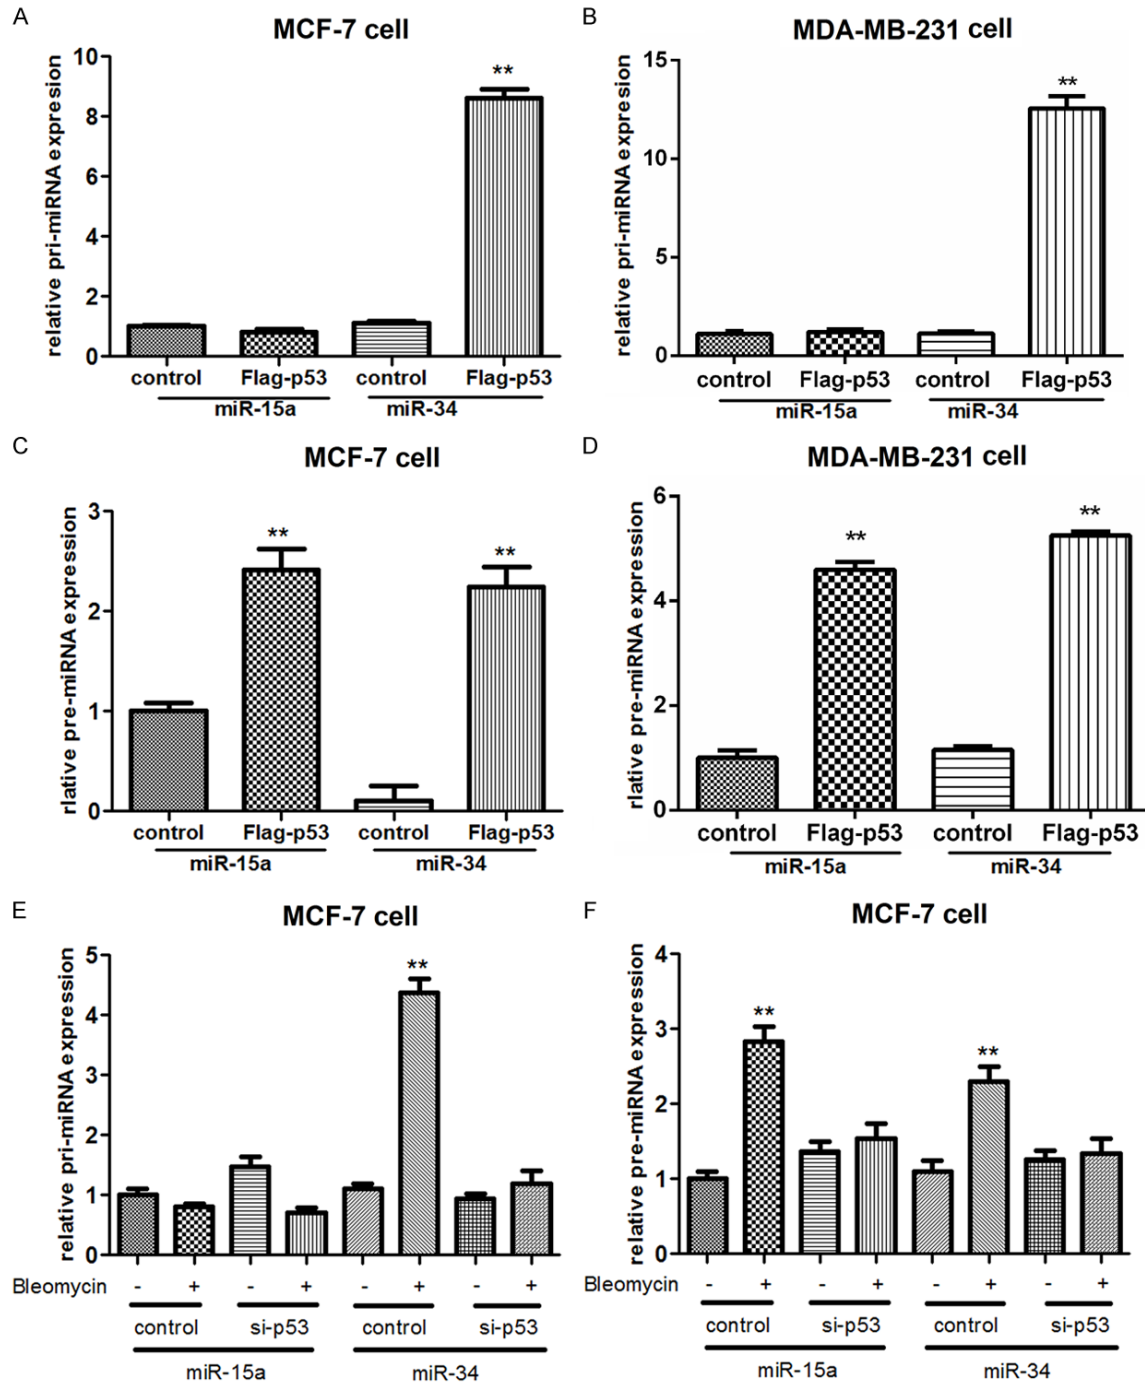 A
MCF-7 cell
relative pri-miRNA expression
10
8
6
4
2
0
**
control Flag-p53 control Flag-p53
miR-15a miR-34
B
MDA-MB-231 cell
relative pri-miRNA expression
15
10
5
0
**
control Flag-p53 control Flag-p53
miR-15a miR-34
C
MCF-7 cell
rlative pre-miRNA expression
3
2
1
0
** **
control Flag-p53 control Flag-p53
miR-15a miR-34
D
MDA-MB-231 cell
rlative pre-miRNA expression
6
4
2
0
** **
control Flag-p53 control Flag-p53
miR-15a miR-34
E
MCF-7 cell
relative pri-miRNA expression
5
4
3
2
1
0
**
Bleomycin - + - + - + - +
control si-p53 control si-p53
miR-15a miR-34
F
MCF-7 cell
relative pre-miRNA expression
4
3
2
1
0
** **
Bleomycin - + - + - + - +
control si-p53 control si-p53
miR-15a miR-34